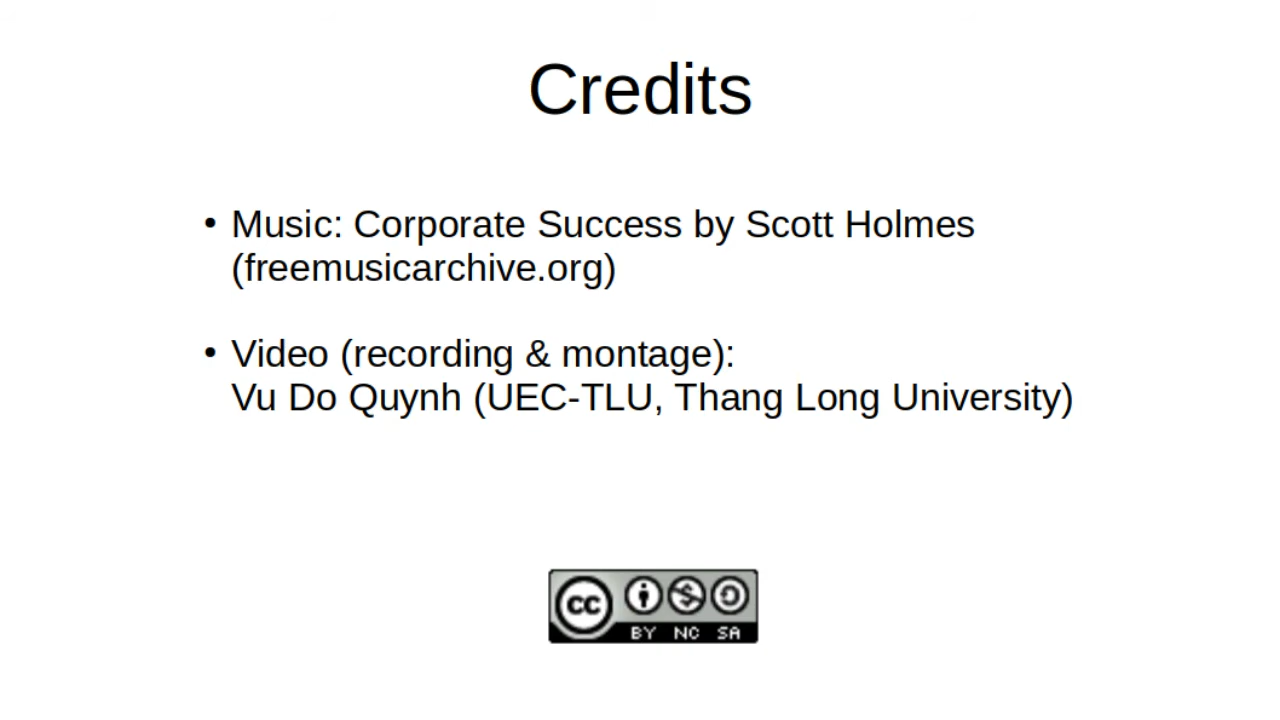 Credits
• Music: Corporate Success by Scott Holmes
(freemusicarchive.org)
• Video (recording & montage):
Vu Do Quynh (UEC-TLU, Thang Long University)
cc
BY NC SA